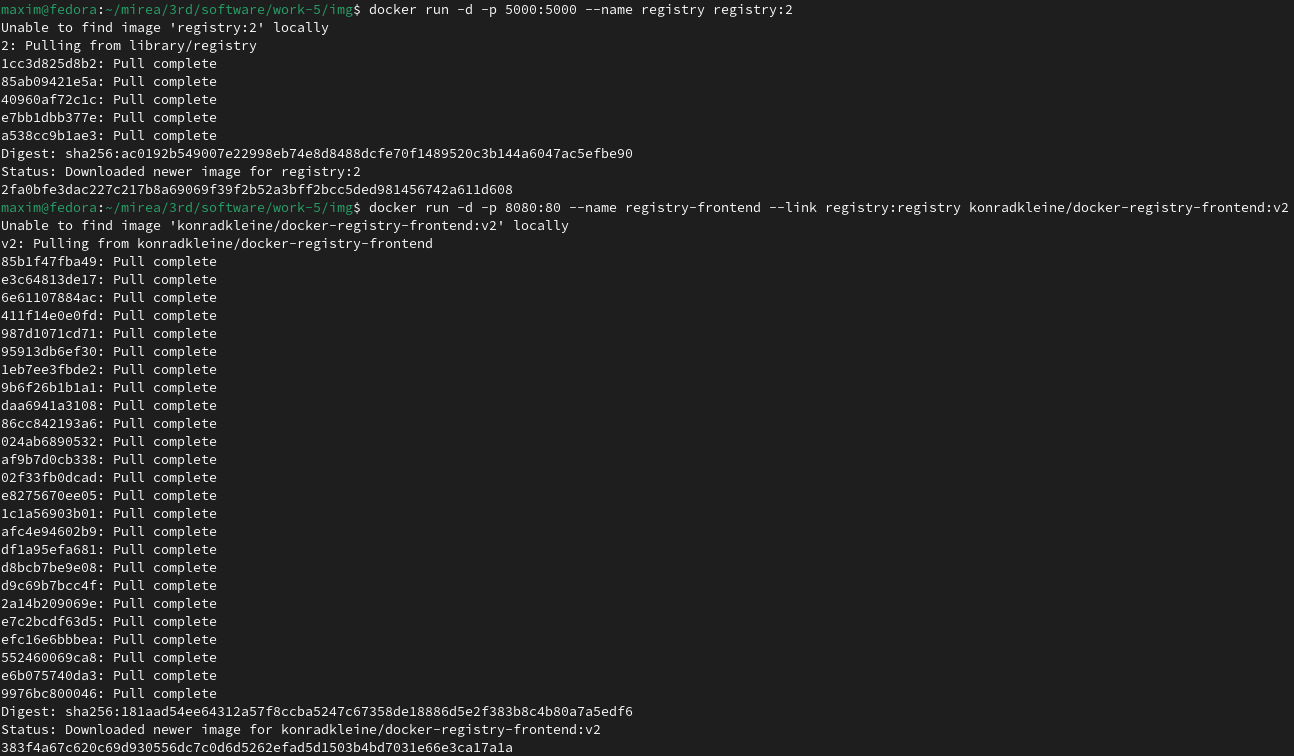 maxim@fedora:~/mirea/3rd/software/work-5/img$ docker run -d -p 5000:5000 --name registry registry:2
Unable to find image 'registry:2' locally
2: Pulling from library/registry
1cc3d825d8b2: Pull complete
85ab09421e5a: Pull complete
40960af72c1c: Pull complete
e7bb1dbb377e: Pull complete
a538cc9b1ae3: Pull complete
Digest: sha256:ac0192b549007e22998eb74e8d8488dcfe70f1489520c3b144a6047ac5efbe90
Status: Downloaded newer image for registry:2
2fa0bfe3dac227c217b8a69069f39f2b52a3bff2bcc5ded981456742a611d608
maxim@fedora:~/mirea/3rd/software/work-5/img$ docker run -d -p 8080:80 --name registry-frontend --link registry:registry konradkleine/docker-registry-frontend:v2
Unable to find image 'konradkleine/docker-registry-frontend:v2' locally
v2: Pulling from konradkleine/docker-registry-frontend
85b1f47fba49: Pull complete
e3c64813de17: Pull complete
6e61107884ac: Pull complete
411f14e0e0fd: Pull complete
987d1071cd71: Pull complete
95913db6ef30: Pull complete
1eb7ee3fbde2: Pull complete
9b6f26b1b1a1: Pull complete
daa6941a3108: Pull complete
86cc842193a6: Pull complete
024ab6890532: Pull complete
af9b7d0cb338: Pull complete
02f33fb0dcad: Pull complete
e8275670ee05: Pull complete
1c1a56903b01: Pull complete
afc4e94602b9: Pull complete
df1a95efa681: Pull complete
d8bcb7be9e08: Pull complete
d9c69b7bcc4f: Pull complete
2a14b209069e: Pull complete
e7c2bcdf63d5: Pull complete
efc16e6bbbea: Pull complete
552460069ca8: Pull complete
e6b075740da3: Pull complete
9976bc800046: Pull complete
Digest: sha256:181aad54ee64312a57f8ccba5247c67358de18886d5e2f383b8c4b80a7a5edf6
Status: Downloaded newer image for konradkleine/docker-registry-frontend:v2
383f4a67c620c69d930556dc7c0d6d5262efad5d1503b4bd7031e66e3ca17a1a